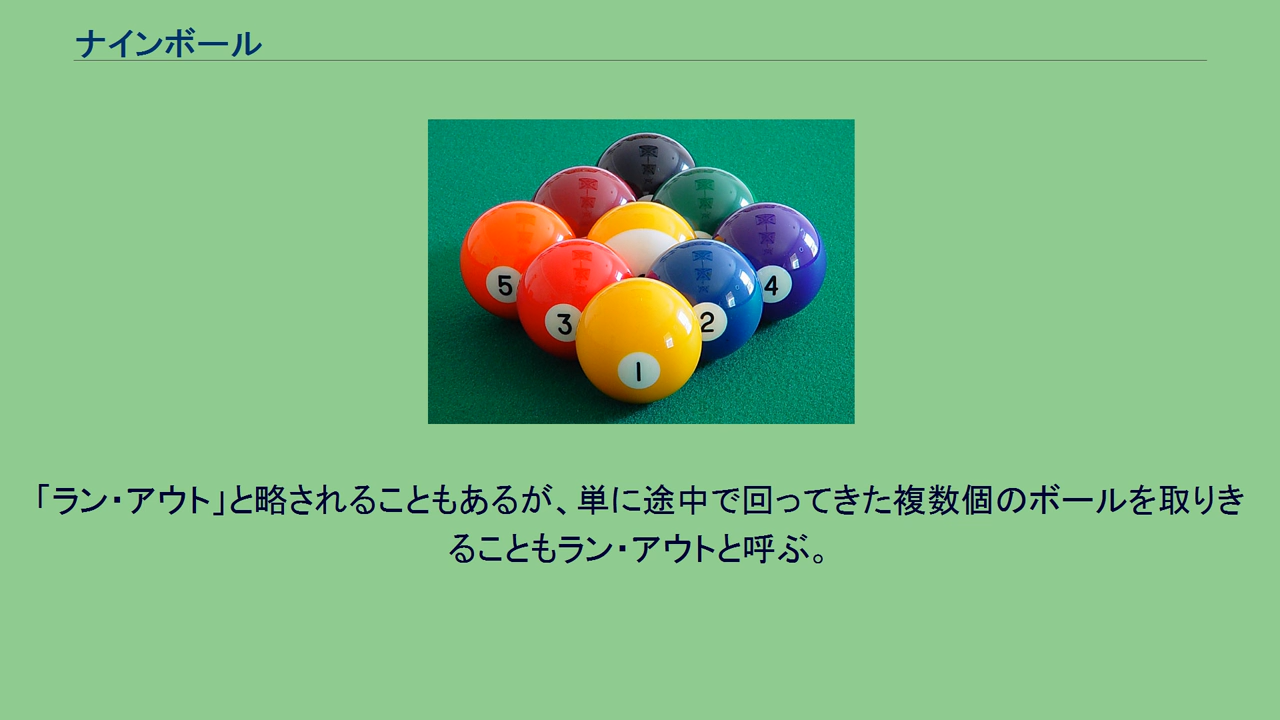 ナインボール
5
4
3
2
1
「ラン・アウト」と略されることもあるが、単に途中で回ってきた複数個のボールを取りき
ることもラン・アウトと呼ぶ。